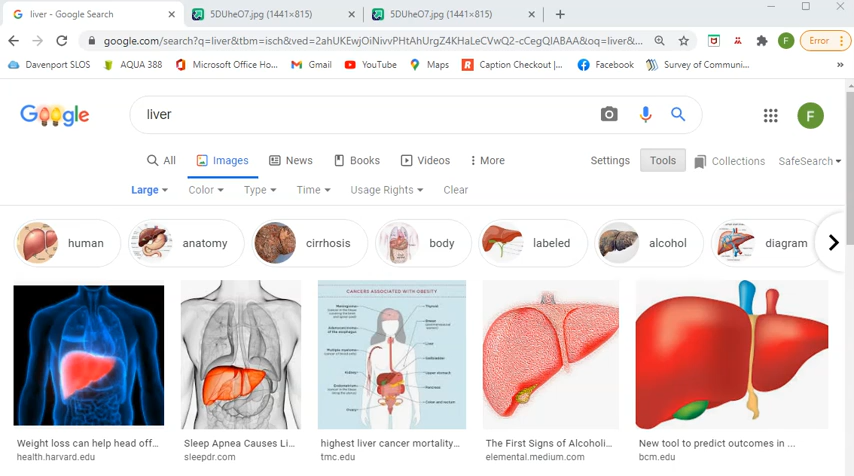 liver - Google Search
5DUheO7.jpg (1441×815)
5DUheO7.jpg (1441×815)
google.com/search?q=liver&tbm=isch&ved=2ahUKEwjOiNivvPHtAhUrgZ4KHaLeCVwQ2-cCegQIABAA&oq=liver&...
F
Error
Davenport SLOS
AQUA 388
Microsoft Office Ho...
Gmail
YouTube
Maps
Caption Checkout |...
Facebook
Survey of Communi...
»
Google
liver
F
All
Images
News
Books
Videos
More
Settings
Tools
Collections
SafeSearch
Large
Color
Type
Time
Usage Rights
Clear
human
anatomy
cirrhosis
body
labeled
alcohol
diagram
CANCERS ASSOCIATED WITH OBESITY
Weight loss can help head off...
health.harvard.edu
Sleep Apnea Causes Li...
sleepdr.com
highest liver cancer mortality...
tmc.edu
The First Signs of Alcoholi...
elemental.medium.com
New tool to predict outcomes in ...
bcm.edu